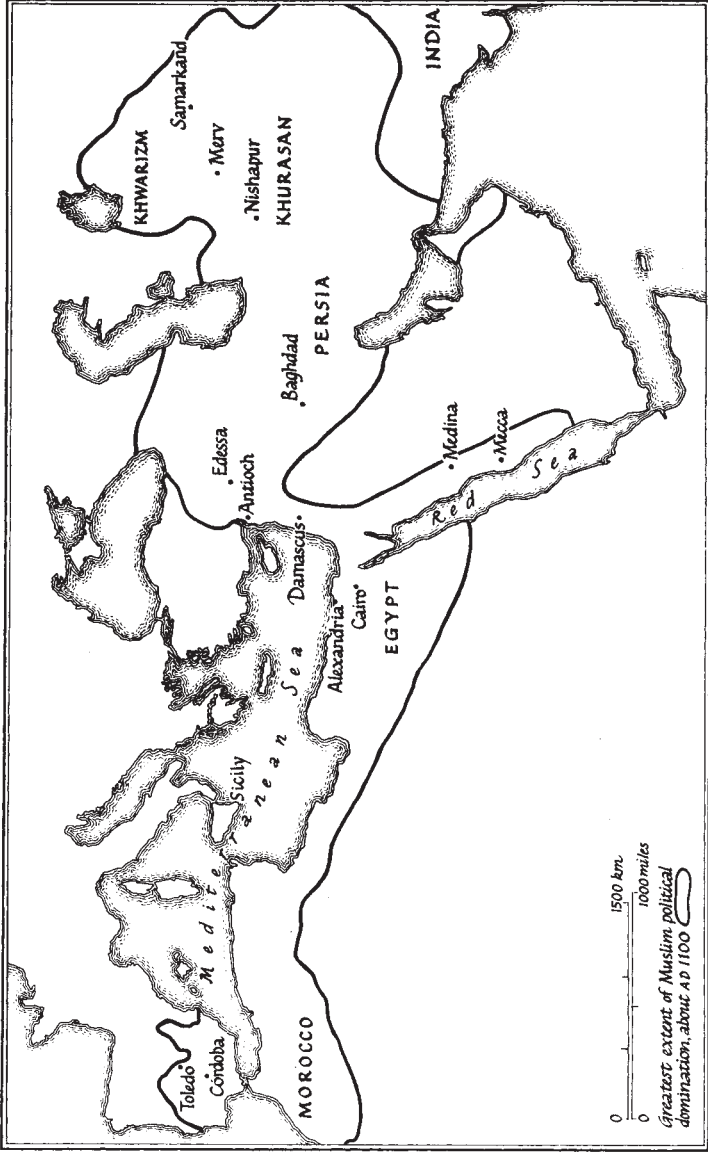 KHWARIZM
Samarkand
Toledo
Merv
Córdoba
Edessa
Sicily
Antioch
Nishapur
Mediterranean Sea
KHURASAN
Baghdad
Damascus
MOROCCO
PERSIA
Alexandria
Cairo
EGYPT
INDIA
Medina
Mecca
Red Sea
0 1500 km
0 1000 miles
Greatest extent of Muslim political
domination, about AD 1100